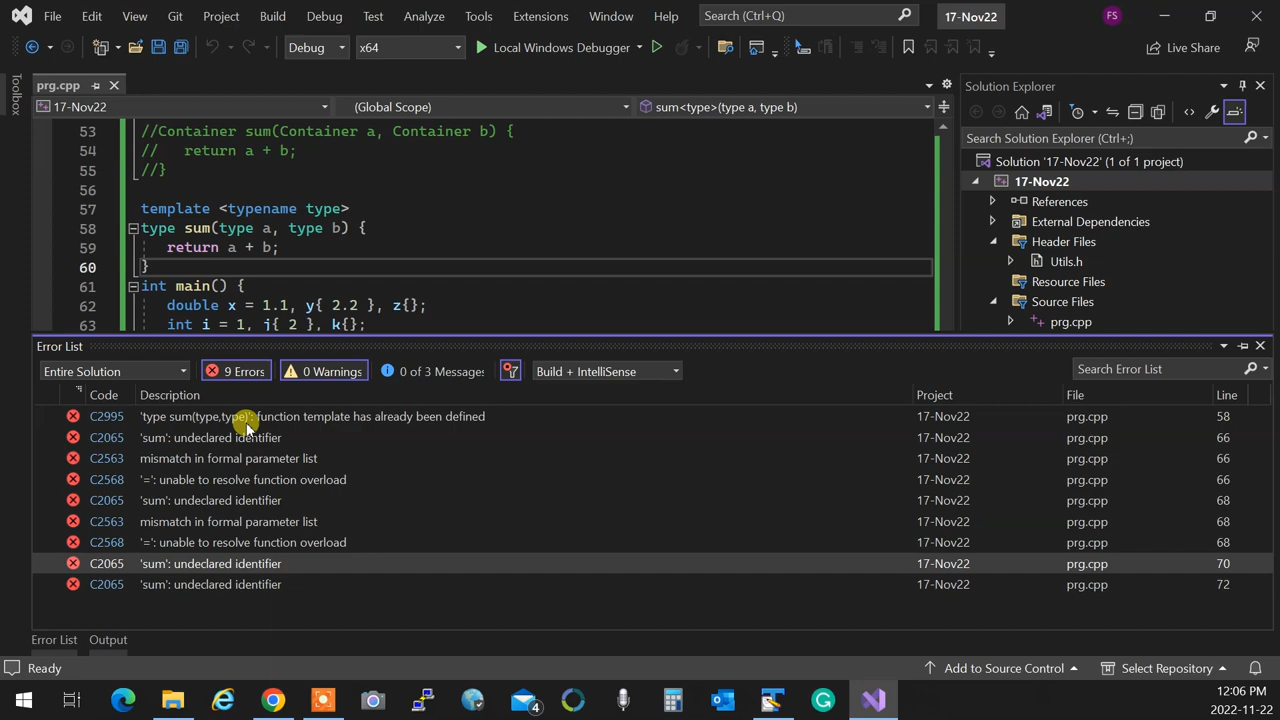 File Edit View Git Project Build Debug Test Analyze Tools Extensions Window Help Search (Ctrl+Q) 17-Nov22 FS
Debug x64 Local Windows Debugger Live Share
Toolbox
prg.cpp
17-Nov22 (Global Scope) sum<type>(type a, type b)
53 //Container sum(Container a, Container b) {
54 // return a + b;
55 //}
56
57 template <typename type>
58 type sum(type a, type b) {
59 return a + b;
60 }
61 int main() {
62 double x = 1.1, y{ 2.2 }, z{};
63 int i = 1, j{ 2 }, k{};
Solution Explorer
Search Solution Explorer (Ctrl+;)
Solution '17-Nov22' (1 of 1 project)
17-Nov22
References
External Dependencies
Header Files
Utils.h
Resource Files
Source Files
prg.cpp
Error List
Entire Solution 9 Errors 0 Warnings 0 of 3 Messages Build + IntelliSense Search Error List
Code Description Project File Line
C2995 'type sum(type,type)': function template has already been defined 17-Nov22 prg.cpp 58
C2065 'sum': undeclared identifier 17-Nov22 prg.cpp 66
C2563 mismatch in formal parameter list 17-Nov22 prg.cpp 66
C2568 '=': unable to resolve function overload 17-Nov22 prg.cpp 66
C2065 'sum': undeclared identifier 17-Nov22 prg.cpp 68
C2563 mismatch in formal parameter list 17-Nov22 prg.cpp 68
C2568 '=': unable to resolve function overload 17-Nov22 prg.cpp 68
C2065 'sum': undeclared identifier 17-Nov22 prg.cpp 70
C2065 'sum': undeclared identifier 17-Nov22 prg.cpp 72
Error List Output
Ready Add to Source Control Select Repository
4
12:06 PM
2022-11-22